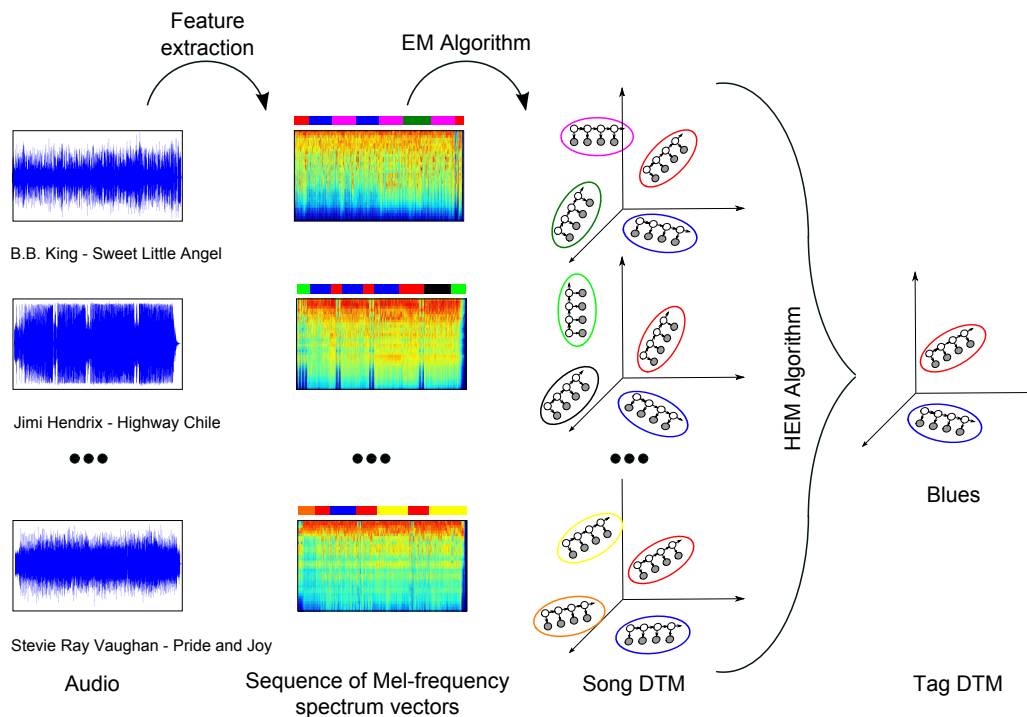 Feature
extraction
EM Algorithm
B.B. King - Sweet Little Angel
Jimi Hendrix - Highway Chile
HEM Algorithm
Blues
Stevie Ray Vaughan - Pride and Joy
Audio
Sequence of Mel-frequency
spectrum vectors
Song DTM
Tag DTM